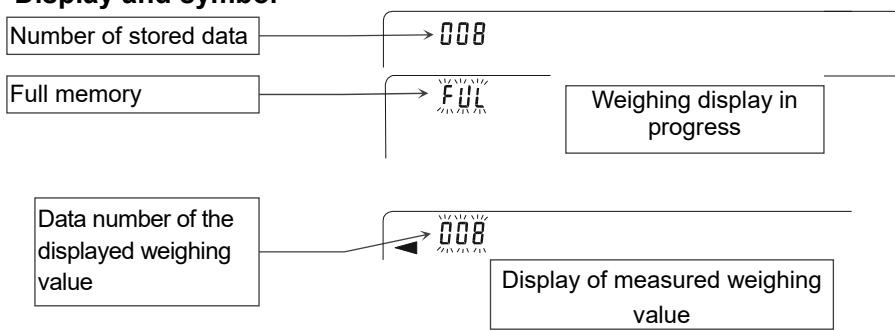 Display and symbol
Number of stored data
008
Full memory
FUL
Weighing display in
progress
Data number of the
displayed weighing
value
008
Display of measured weighing
value